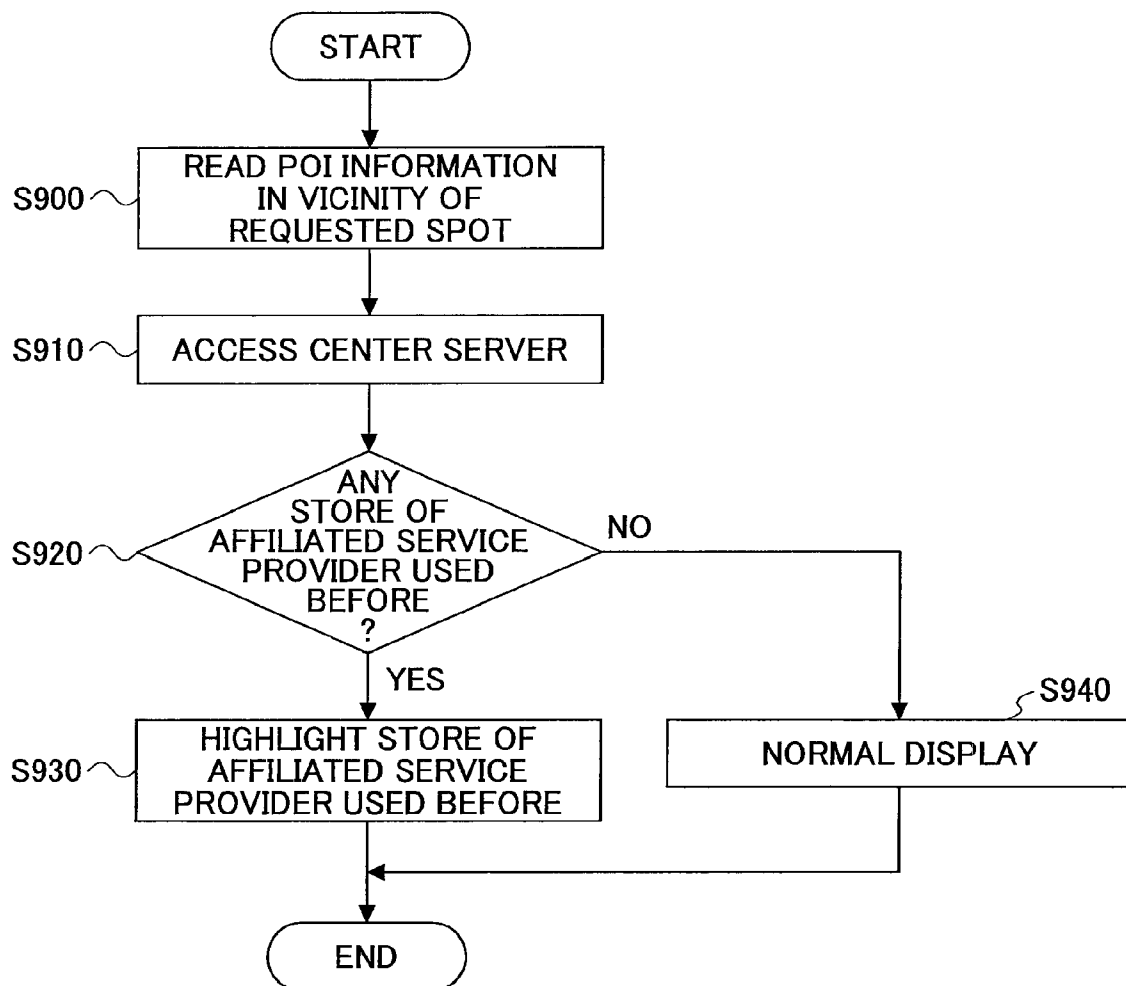 START
S900
READ POI INFORMATION
IN VICINITY OF
REQUESTED SPOT
S910
ACCESS CENTER SERVER
S920
ANY
STORE OF
AFFILIATED SERVICE
PROVIDER USED
BEFORE
?
NO
YES
S930
HIGHLIGHT STORE OF
AFFILIATED SERVICE
PROVIDER USED BEFORE
S940
NORMAL DISPLAY
END